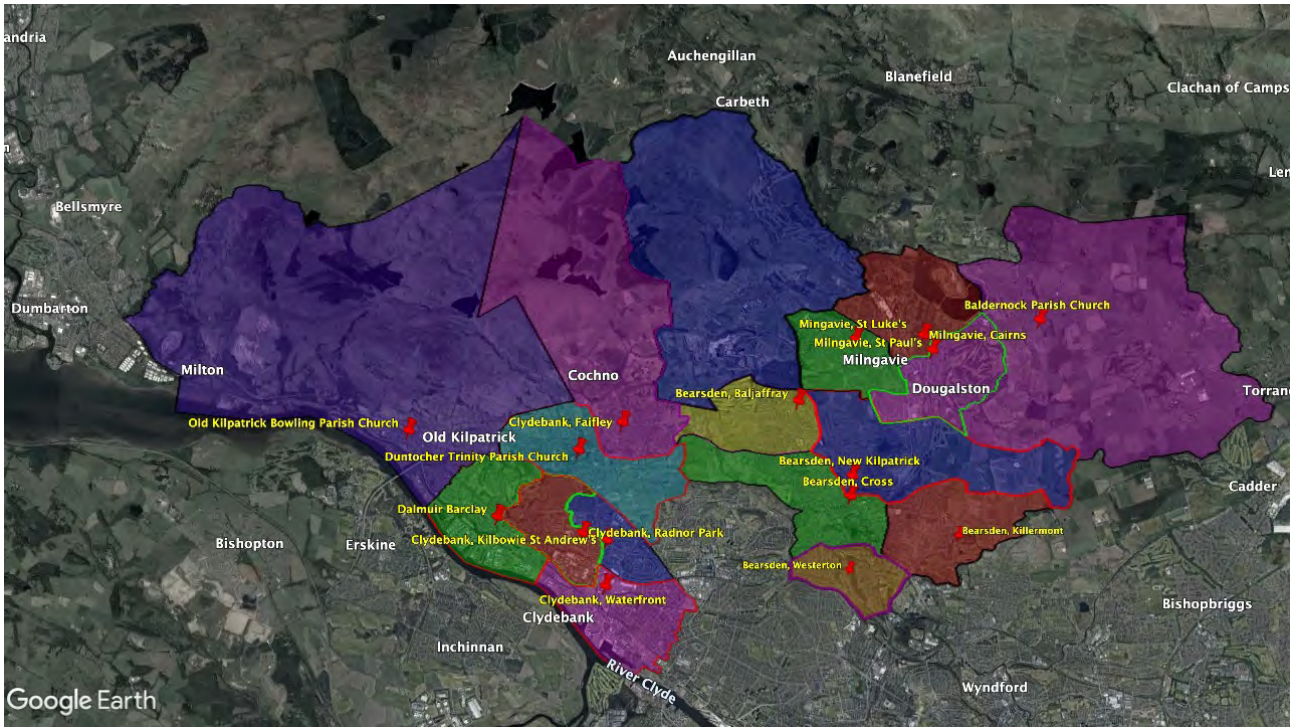 andria
Auchengillan
Blanefield
Clachan of Camps
Carbeth
Len
Bellsmyre
Dumbarton
Baldernock Parish Church
Mingavie, St Luke's
Milngavie, Cairns
Milngavie, St Paul's
Milngavie
Milton
Cochno
Dougalston
Torran
Bearsden, Baljaffray
Old Kilpatrick Bowling Parish Church
Clydebank, Faifley
Old Kilpatrick
Duntocher Trinity Parish Church
Bearsden, New Kilpatrick
Bearsden, Cross
Cadder
Dalmuir Barclay
Bearsden, Killermont
Clydebank, Radnor Park
Clydebank, Kilbowie St Andrew's
Bishopton
Erskine
Bearsden, Westerton
Clydebank, Waterfront
Bishopbriggs
Clydebank
Inchinnan
River Clyde
Wyndford
Google Earth